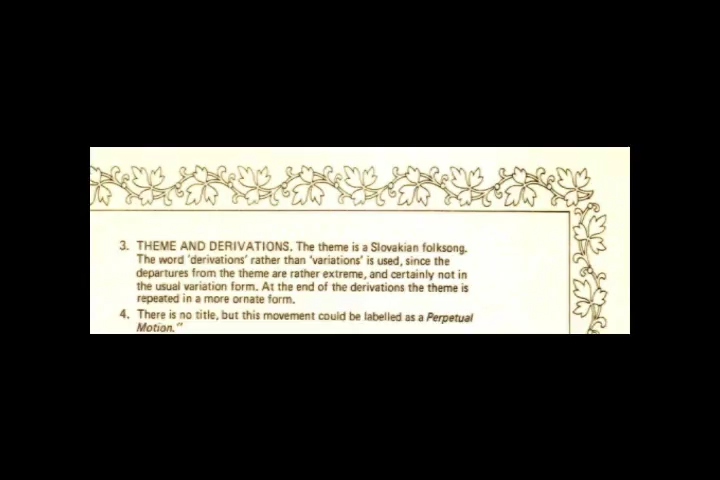 3. THEME AND DERIVATIONS. The theme is a Slovakian folksong.
The word 'derivations' rather than 'variations' is used, since the
departures from the theme are rather extreme, and certainly not in
the usual variation form. At the end of the derivations the theme is
repeated in a more ornate form.
4. There is no title, but this movement could be labelled as a Perpetual
Motion."